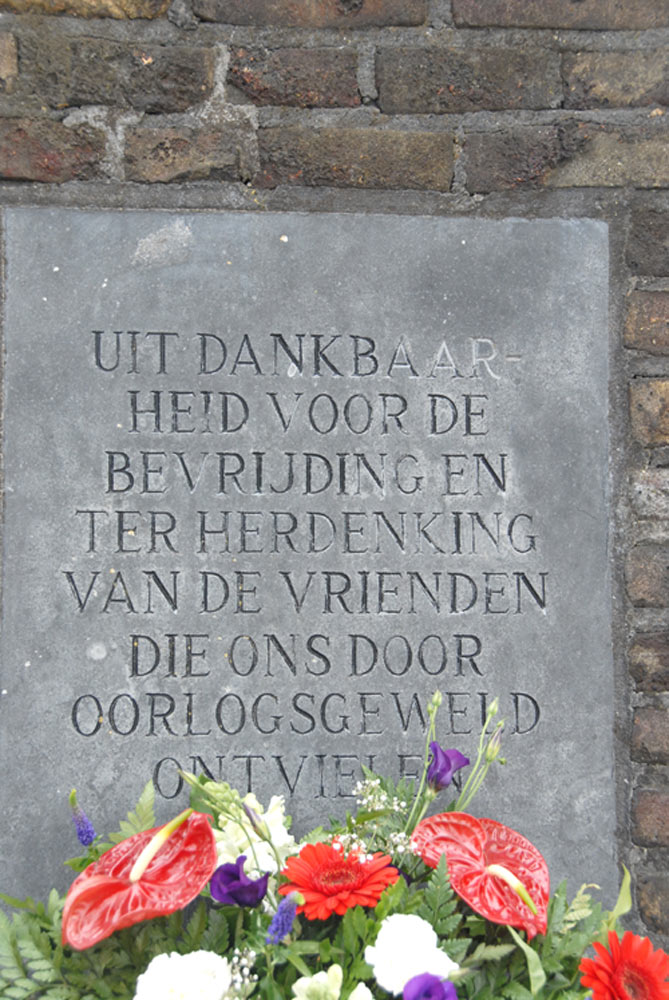 UIT DANKBAAR-
HEID VOOR DE
BEVRIJDING EN
TER HERDENKING
VAN DE VRIENDEN
DIE ONS DOOR
OORLOGSGEWELD
ONTVIELEN